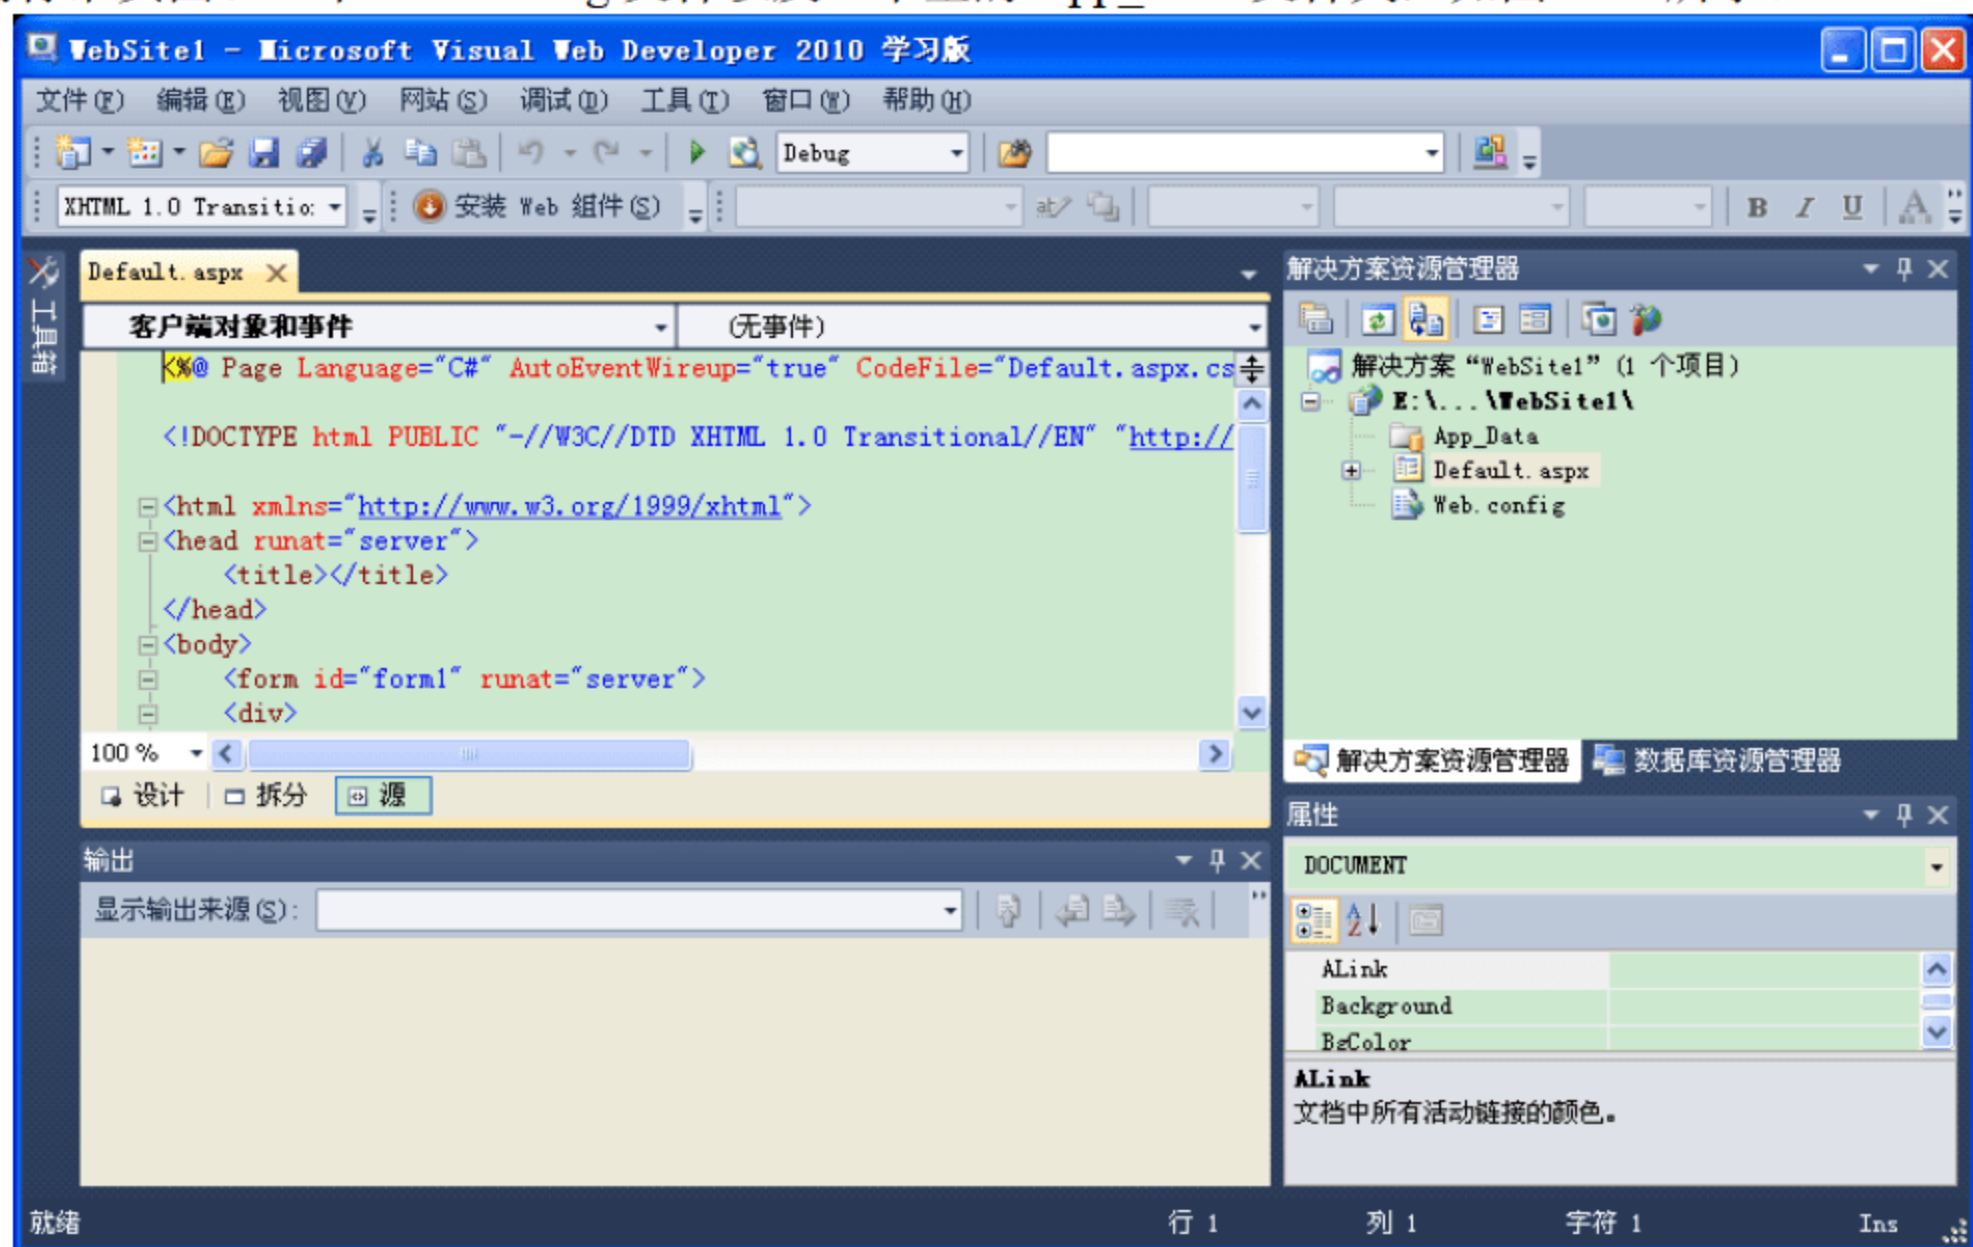 WebSite1 - Microsoft Visual Web Developer 2010 学习版
文件(F) 编辑(E) 视图(V) 网站(S) 调试(D) 工具(T) 窗口(W) 帮助(H)
Debug
XHTML 1.0 Transitio: 安装 Web 组件(S) B I U A
工具箱
Default.aspx
客户端对象和事件 (无事件)
<%@ Page Language="C#" AutoEventWireup="true" CodeFile="Default.aspx.cs
<!DOCTYPE html PUBLIC "-//W3C//DTD XHTML 1.0 Transitional//EN" "http://
<html xmlns="http://www.w3.org/1999/xhtml">
<head runat="server">
<title></title>
</head>
<body>
<form id="form1" runat="server">
<div>
100 %
设计 拆分 源
输出
显示输出来源(S):
解决方案资源管理器
解决方案“WebSite1”(1 个项目)
E:\...\WebSite1\
App_Data
Default.aspx
Web.config
解决方案资源管理器 数据库资源管理器
属性
DOCUMENT
ALink
Background
BgColor
ALink
文档中所有活动链接的颜色。
就绪 行 1 列 1 字符 1 Ins